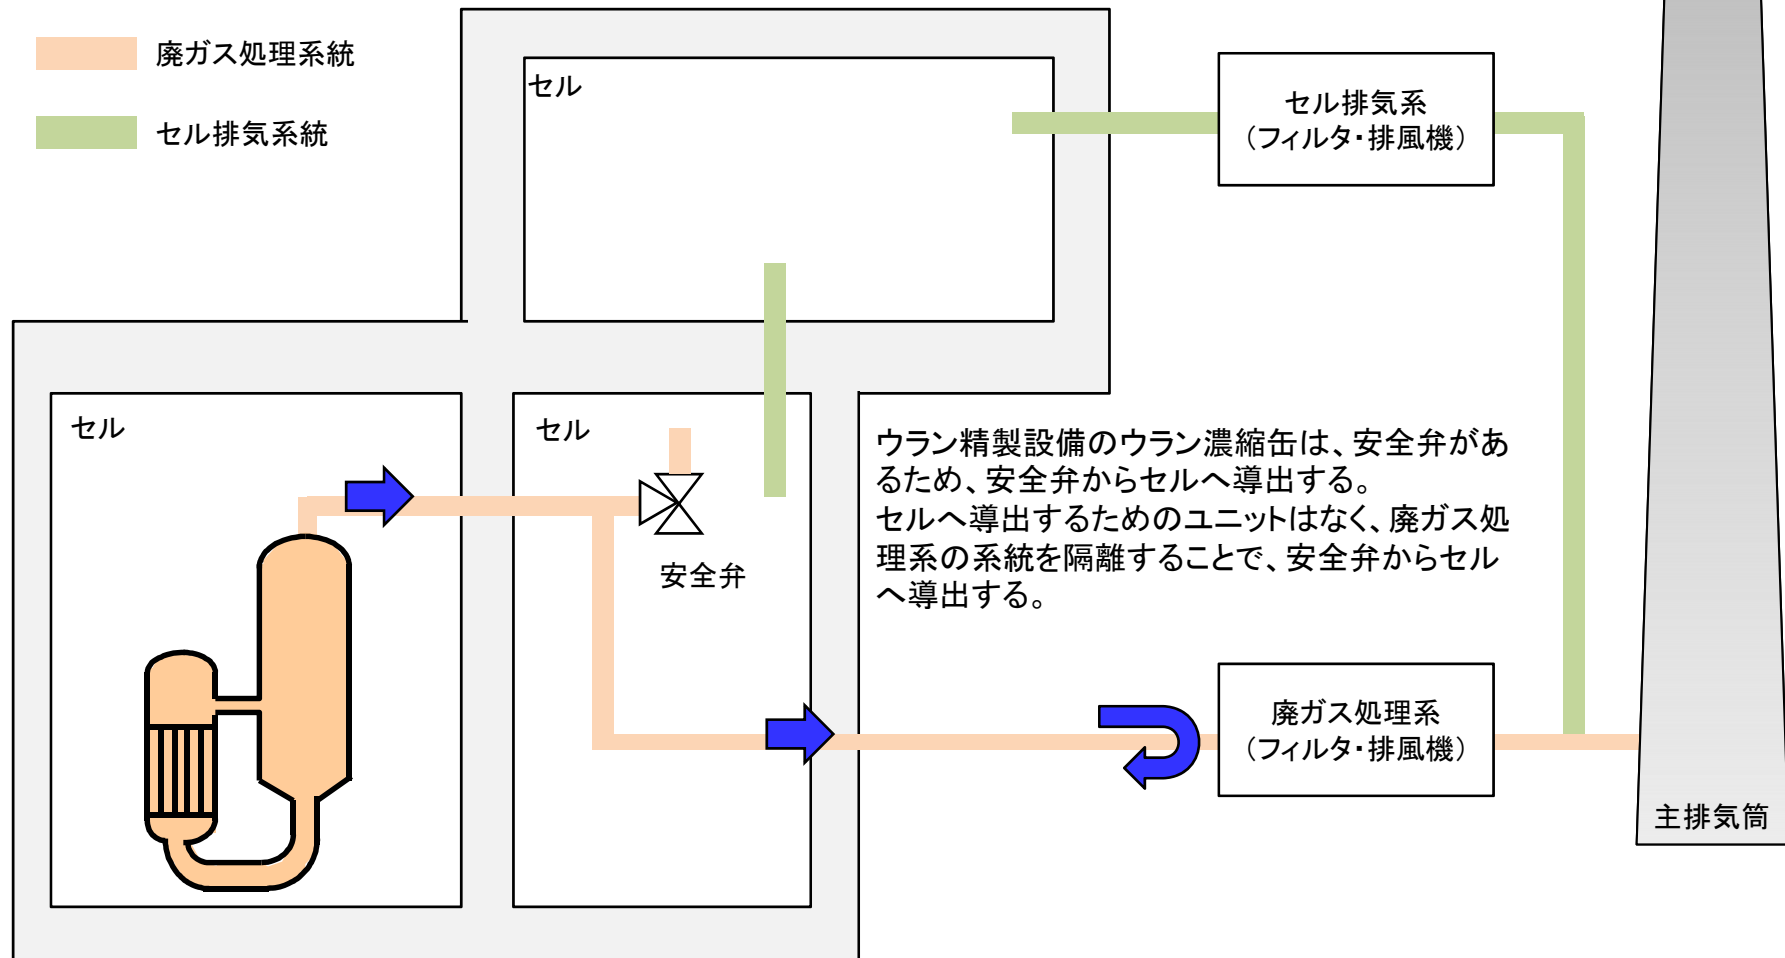 廃ガス処理系統
セル排気系統
セル
セル排気系
（フィルタ・排風機）
セル
セル
安全弁
ウラン精製設備のウラン濃縮缶は、安全弁があ
るため、安全弁からセルへ導出する。
セルへ導出するためのユニットはなく、廃ガス処
理系の系統を隔離することで、安全弁からセル
へ導出する。
廃ガス処理系
（フィルタ・排風機）
主排気筒